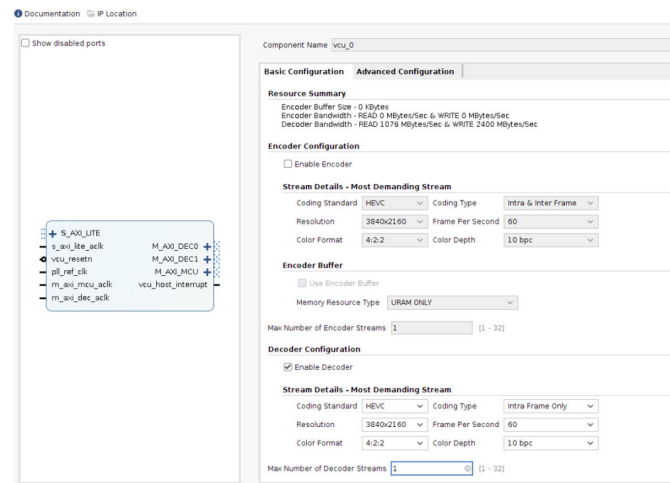 Documentation IP Location
Show disabled ports
Component Name vcu_0
Basic Configuration Advanced Configuration
Resource Summary
Encoder Buffer Size - 0 KBytes
Encoder Bandwidth - READ 0 MBytes/Sec & WRITE 0 MBytes/Sec
Decoder Bandwidth - READ 1076 MBytes/Sec & WRITE 2400 MBytes/Sec
Encoder Configuration
Enable Encoder
Stream Details - Most Demanding Stream
Coding Standard HEVC Coding Type Intra & Inter Frame
Resolution 3840x2160 Frame Per Second 60
Color Format 4:2:2 Color Depth 10 bpc
Encoder Buffer
Use Encoder Buffer
Memory Resource Type URAM ONLY
Max Number of Encoder Streams 1 [1 - 32]
Decoder Configuration
Enable Decoder
Stream Details - Most Demanding Stream
Coding Standard HEVC Coding Type Intra Frame Only
Resolution 3840x2160 Frame Per Second 60
Color Format 4:2:2 Color Depth 10 bpc
Max Number of Decoder Streams 1 [1 - 32]
S_AXI_LITE
s_axi_lite_aclk M_AXI_DEC0
vcu_resetn M_AXI_DEC1
pll_ref_clk M_AXI_MCU
m_axi_mcu_aclk vcu_host_interrupt
m_axi_dec_aclk